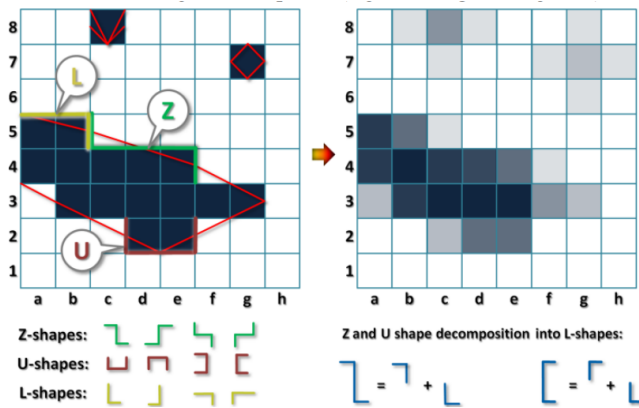 8
7
6
5
4
3
2
1
a b c d e f g h
L
Z
U
8
7
6
5
4
3
2
1
a b c d e f g h
Z-shapes:
U-shapes:
L-shapes:
Z and U shape decomposition into L-shapes:
= +
= +